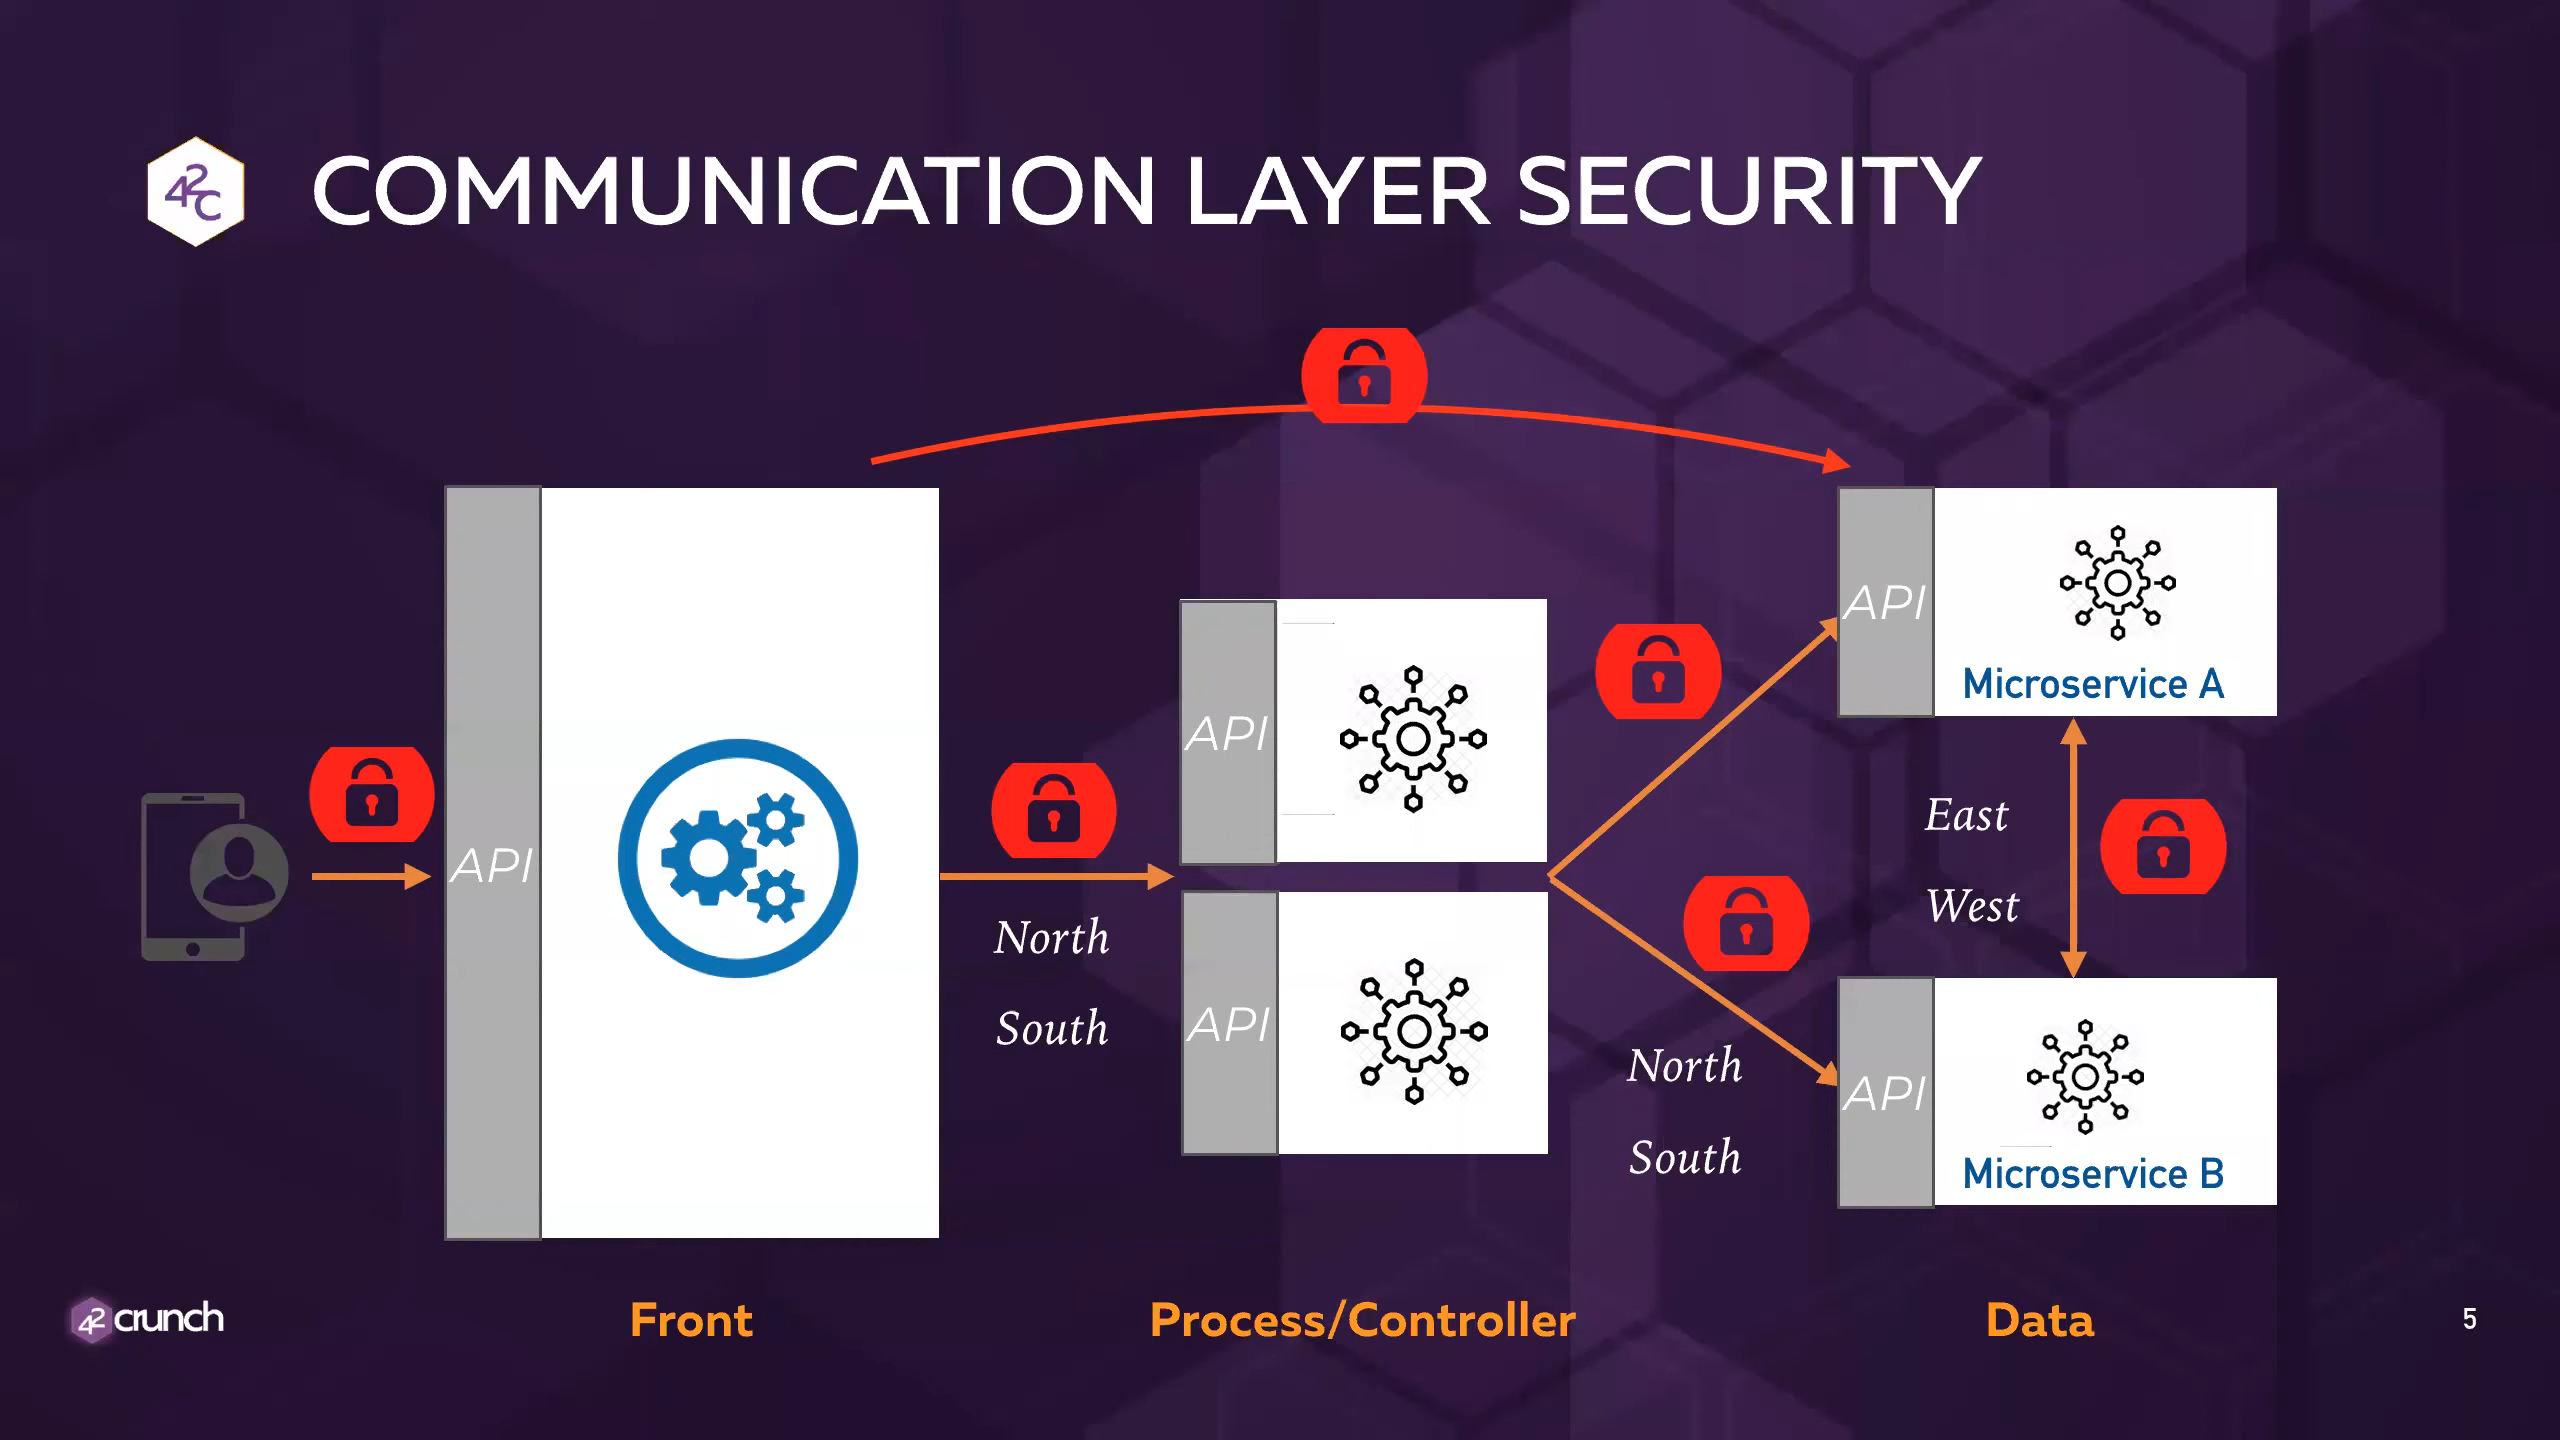 42C
COMMUNICATION LAYER SECURITY
API
API
API
API
API
Microservice A
East
West
North
South
North
South
Microservice B
42crunch
Front
Process/Controller
Data
5